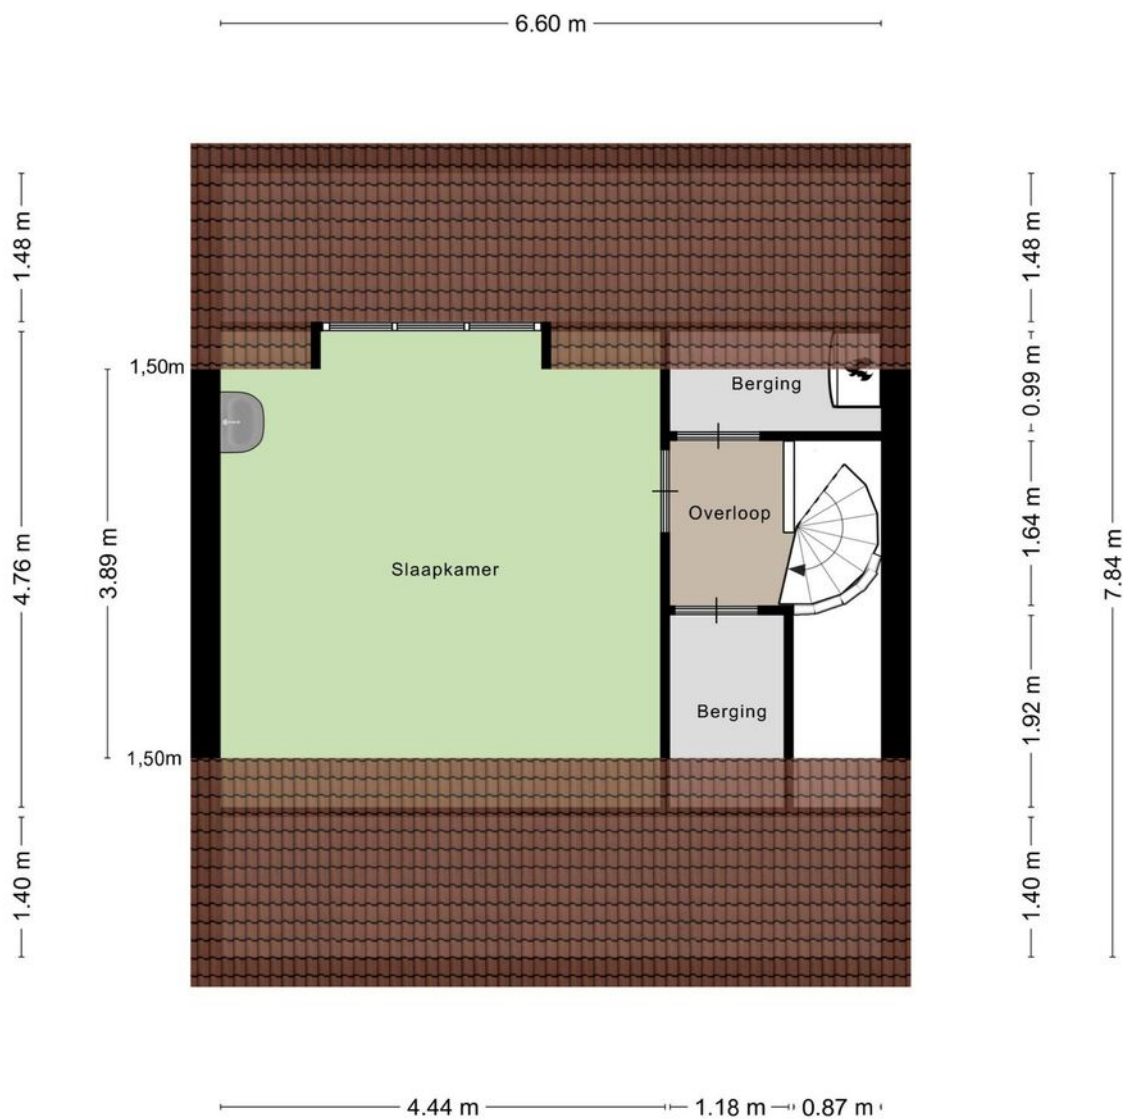 6.60 m
1.48 m
1.48 m
1,50m
Berging
0.99 m
Overloop
1.64 m
4.76 m
3.89 m
Slaapkamer
7.84 m
Berging
1.92 m
1,50m
1.40 m
1.40 m
4.44 m
1.18 m
0.87 m